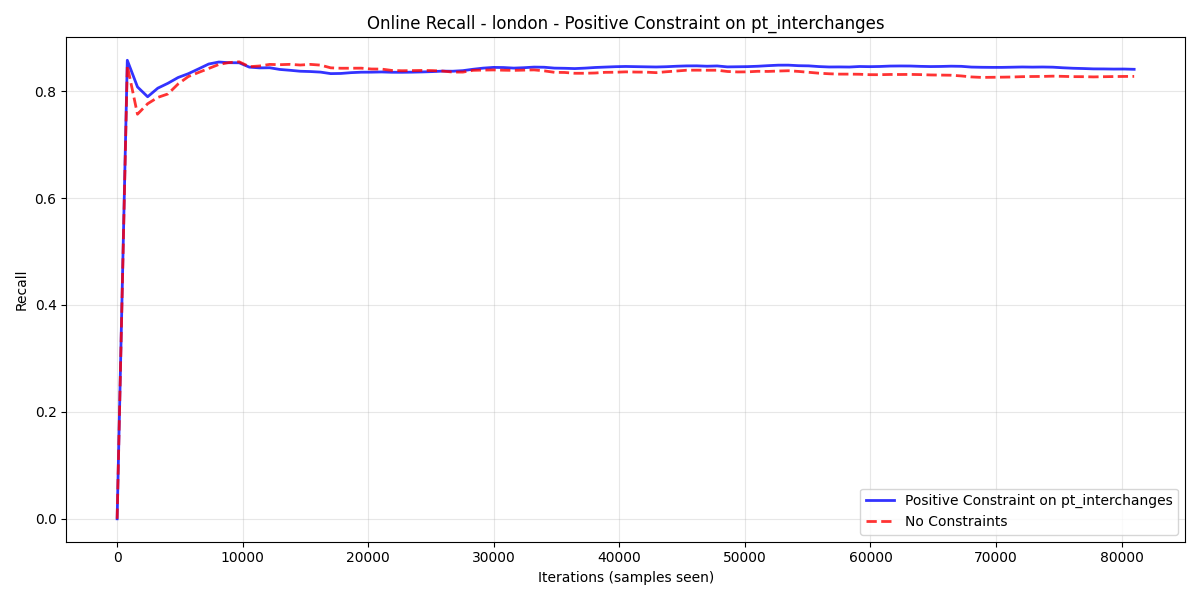 Online Recall - london - Positive Constraint on pt_interchanges
Recall
0.8
0.6
0.4
0.2
0.0
0 10000 20000 30000 40000 50000 60000 70000 80000
Iterations (samples seen)
Positive Constraint on pt_interchanges
No Constraints